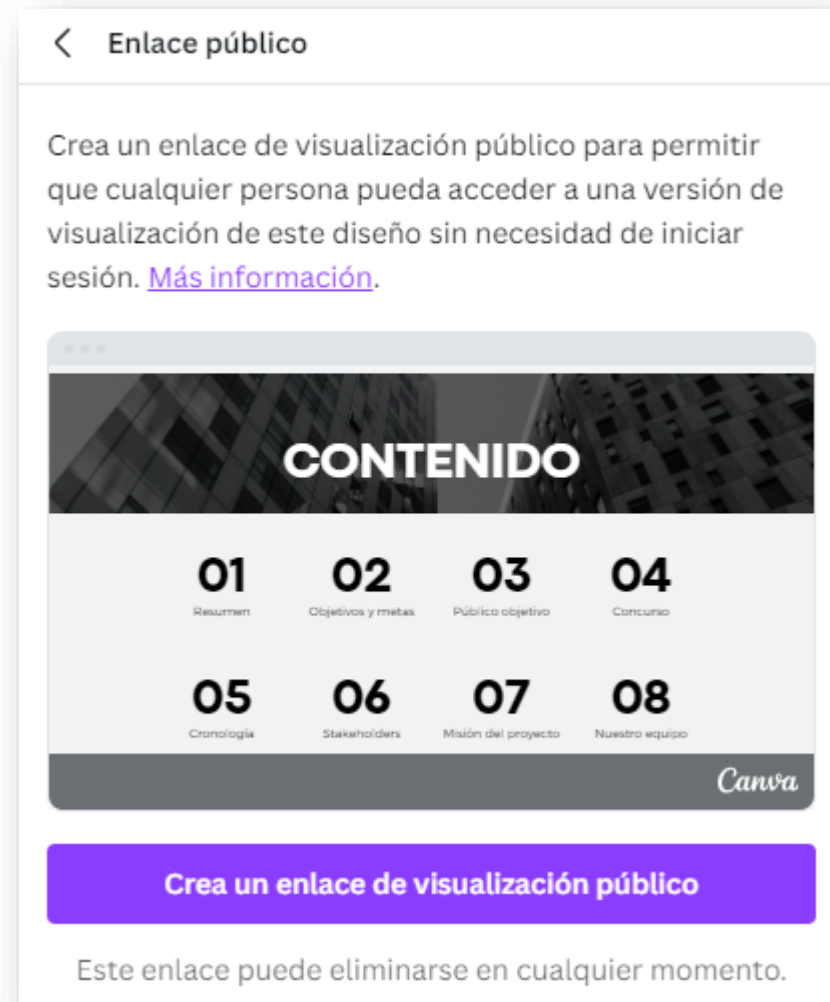 Enlace público
Crea un enlace de visualización público para permitir
que cualquier persona pueda acceder a una versión de
visualización de este diseño sin necesidad de iniciar
sesión. Más información.
CONTENIDO
01 02 03 04
Resumen Objetivos y metas Público objetivo Concurso
05 06 07 08
Cronología Stakeholders Misión del proyecto Nuestro equipo
Canva
Crea un enlace de visualización público
Este enlace puede eliminarse en cualquier momento.